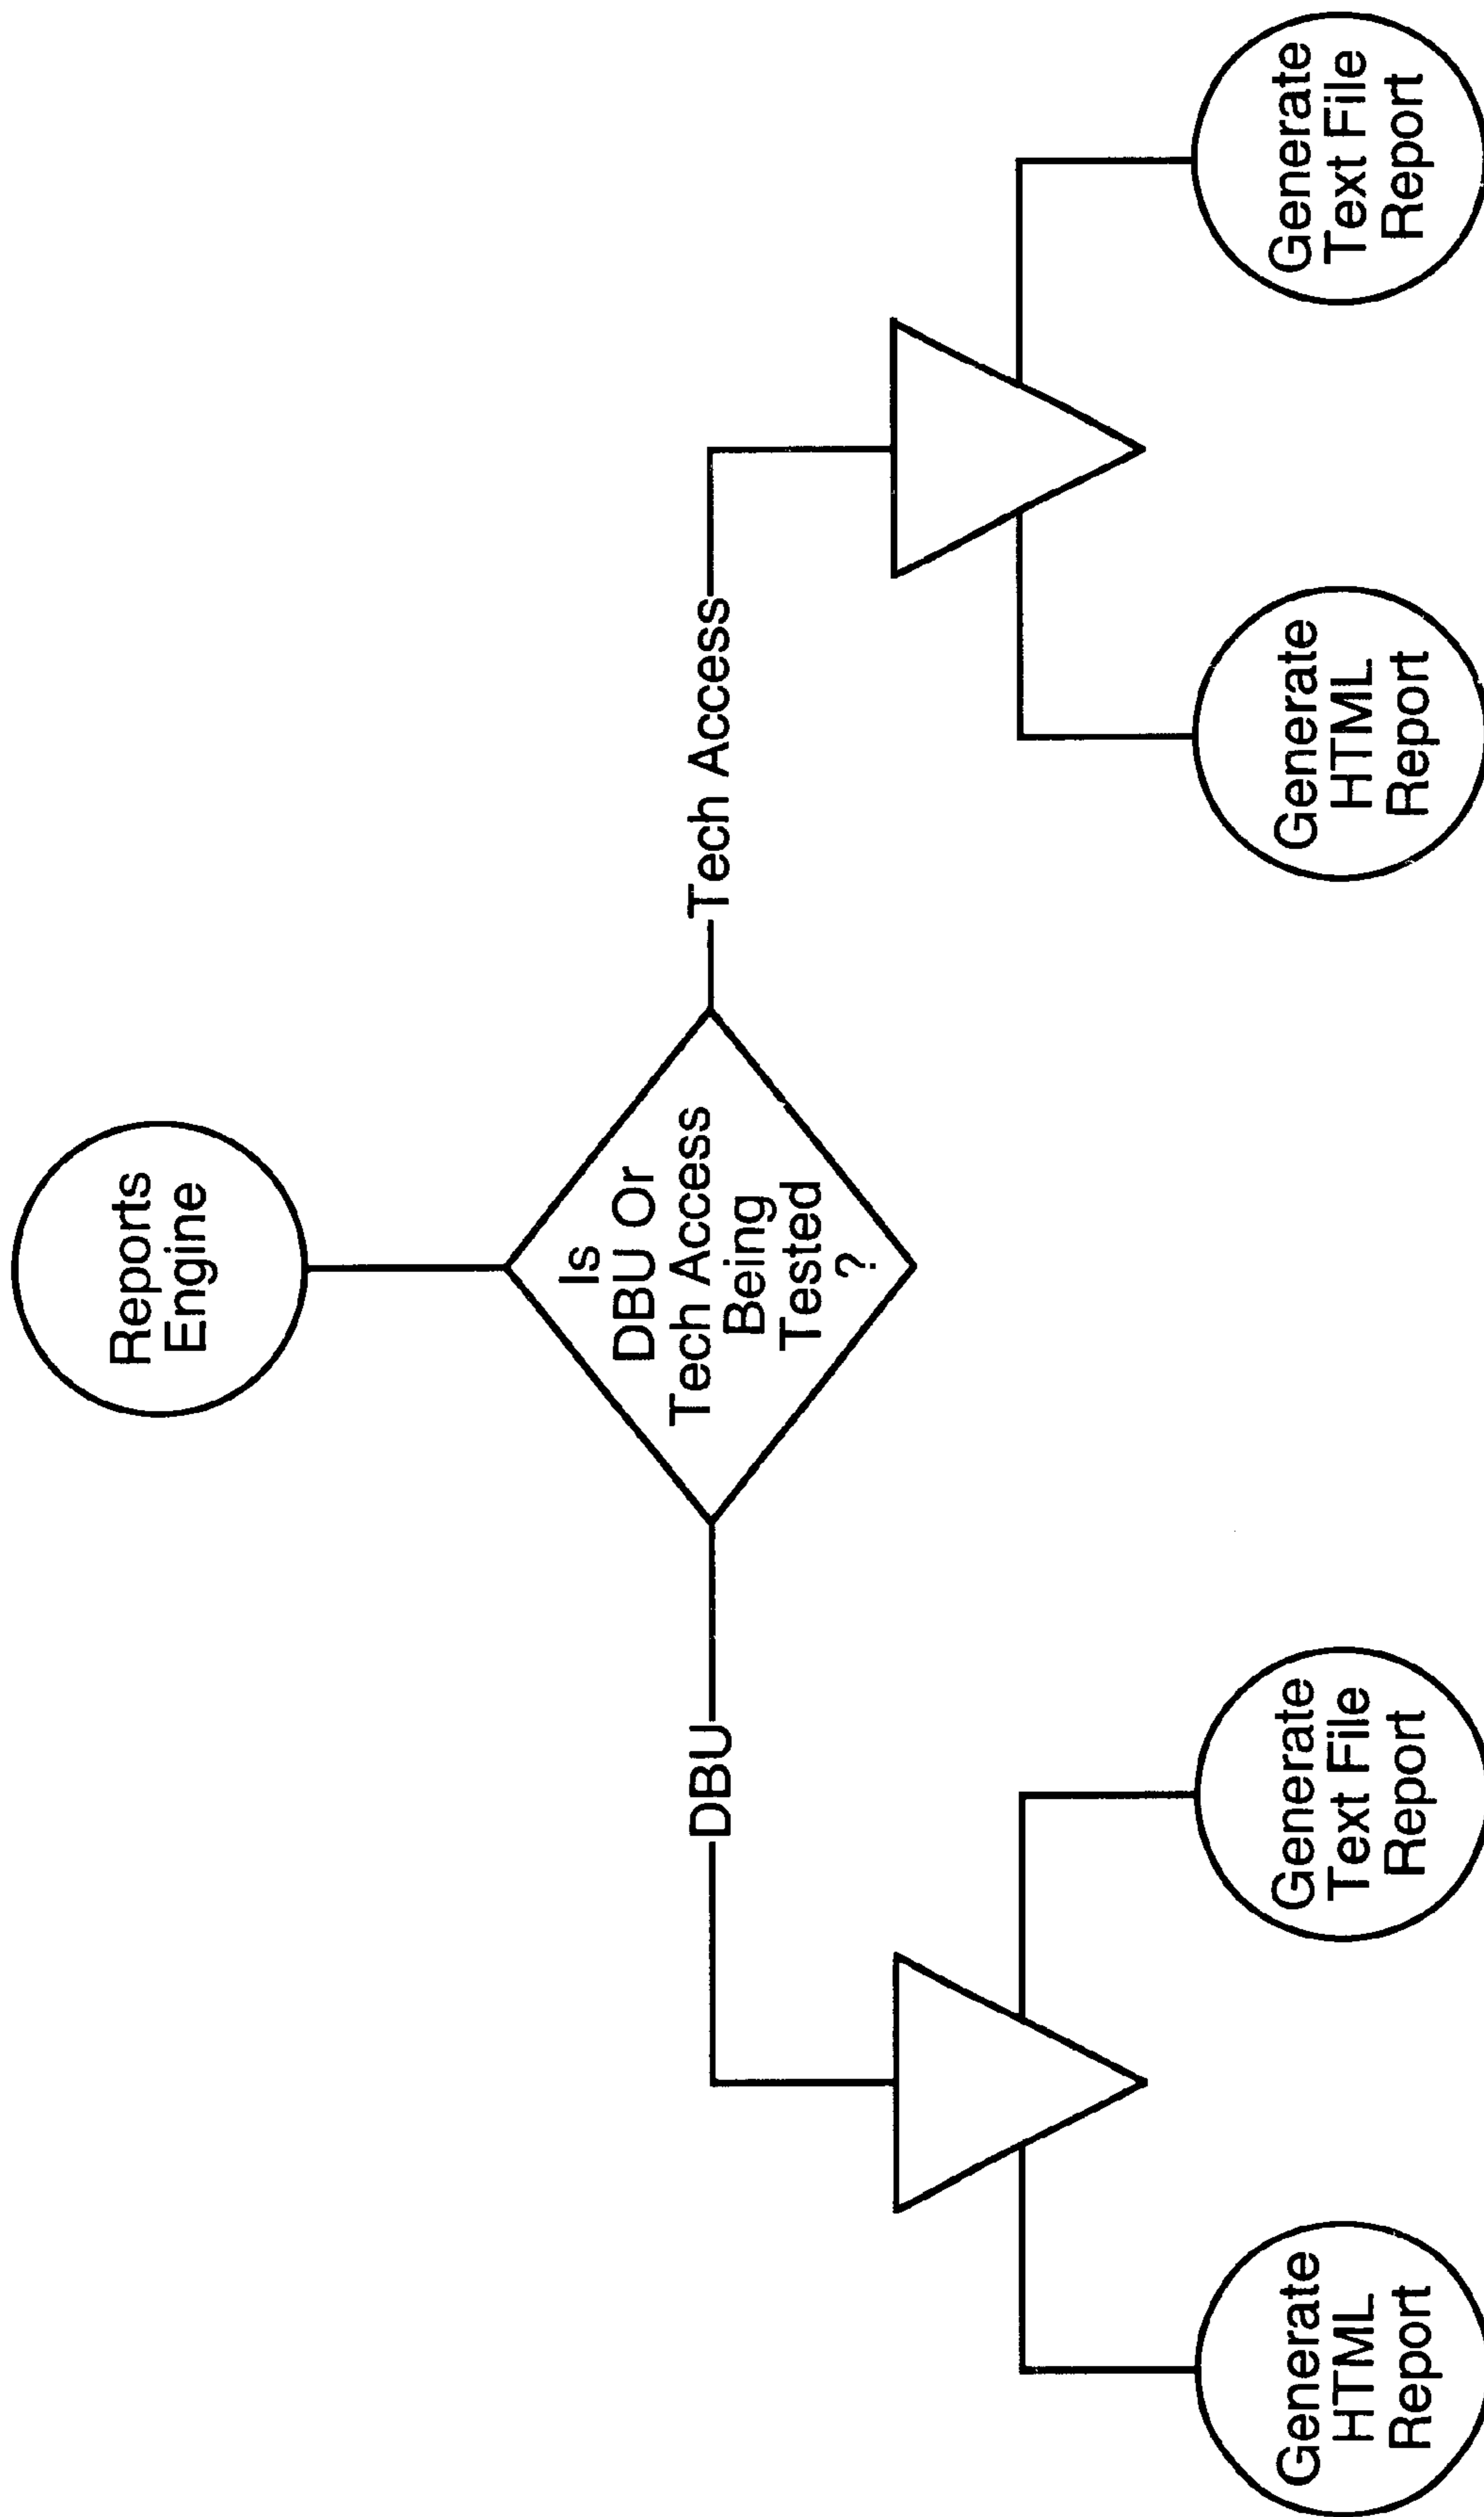 Reports
Engine
Is
DBU Or
Tech Access
Being
Tested
?
DBU
Tech Access
Generate
HTML
Report
Generate
Text File
Report
Generate
HTML
Report
Generate
Text File
Report